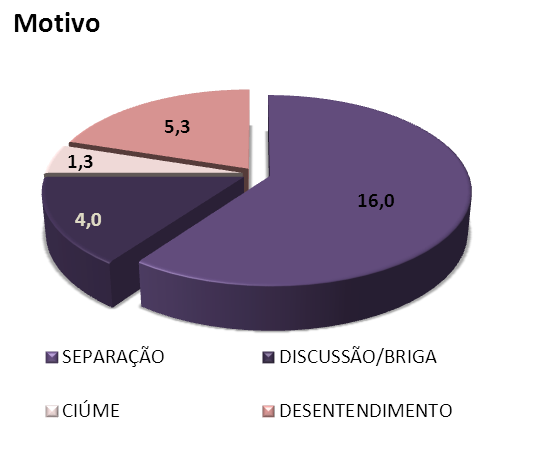 Motivo
5,3
1,3
16,0
4,0
SEPARAÇÃO DISCUSSÃO/BRIGA
CIÚME DESENTENDIMENTO